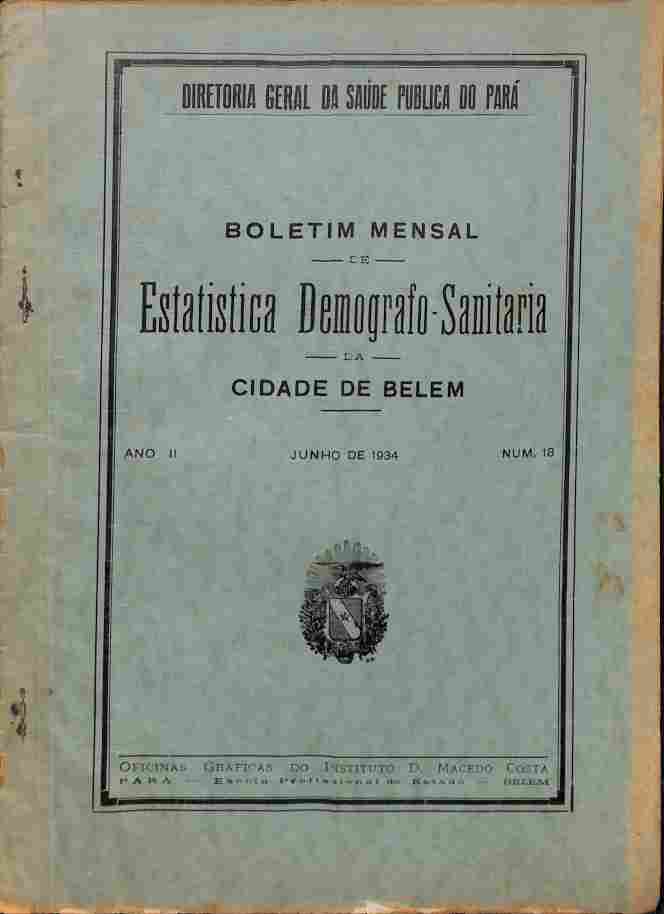 DIRETORIA GERAL DA SAÚDE PUBLICA DO PARÁ
BOLETIM MENSAL
DE
Estatistica Demografo-Sanitaria
DA
CIDADE DE BELEM
ANO II JUNHO DE 1934 NUM. 18
OFICINAS GRAFICAS DO INSTITUTO D. MACEDO COSTA
PARÁ — Escola Profissional do Estado — BELEM